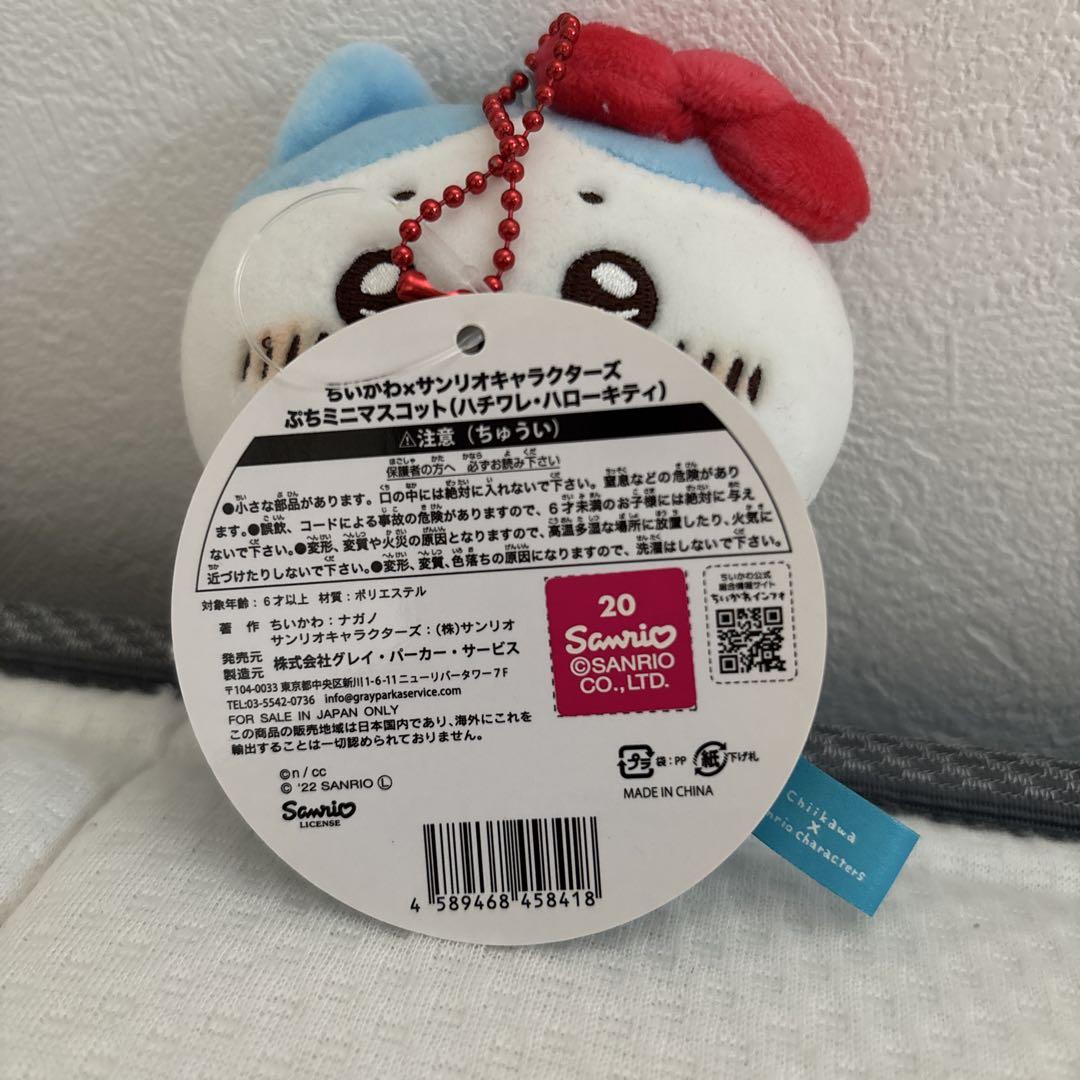 ちいかわ×サンリオキャラクターズ
ぷちミニマスコット(ハチワレ・ハローキティ)
⚠注意(ちゅうい)
保護者の方へ 必ずお読み下さい
●小さな部品があります。口の中には絶対に入れないで下さい。窒息などの危険があり
ます。●誤飲、コードによる事故の危険がありますので、6才未満のお子様には絶対に与え
ないで下さい。●変形、変質や火災の原因となりますので、高温多湿な場所に放置したり、火気に
近づけたりしないで下さい。●変形、変質、色落ちの原因になりますので、洗濯はしないで下さい。
対象年齢:6才以上 材質:ポリエステル
著 作 ちいかわ:ナガノ
サンリオキャラクターズ:(株)サンリオ
発売元
製造元 株式会社グレイ・パーカー・サービス
〒104-0033 東京都中央区新川1-6-11 ニューリバータワー7F
TEL:03-5542-0736 info@grayparkaservice.com
FOR SALE IN JAPAN ONLY
この商品の販売地域は日本国内であり、海外にこれを
輸出することは一切認められておりません。
©n / cc
© '22 SANRIO Ⓛ
Sanrio
LICENSE
20
Sanrio
©SANRIO
CO., LTD.
ちいかわ公式
総合情報サイト
ちいかわインフォ
プラ 袋:PP 紙 下げ札
MADE IN CHINA
4 589468 458418
Chiikawa
×
nrio characters